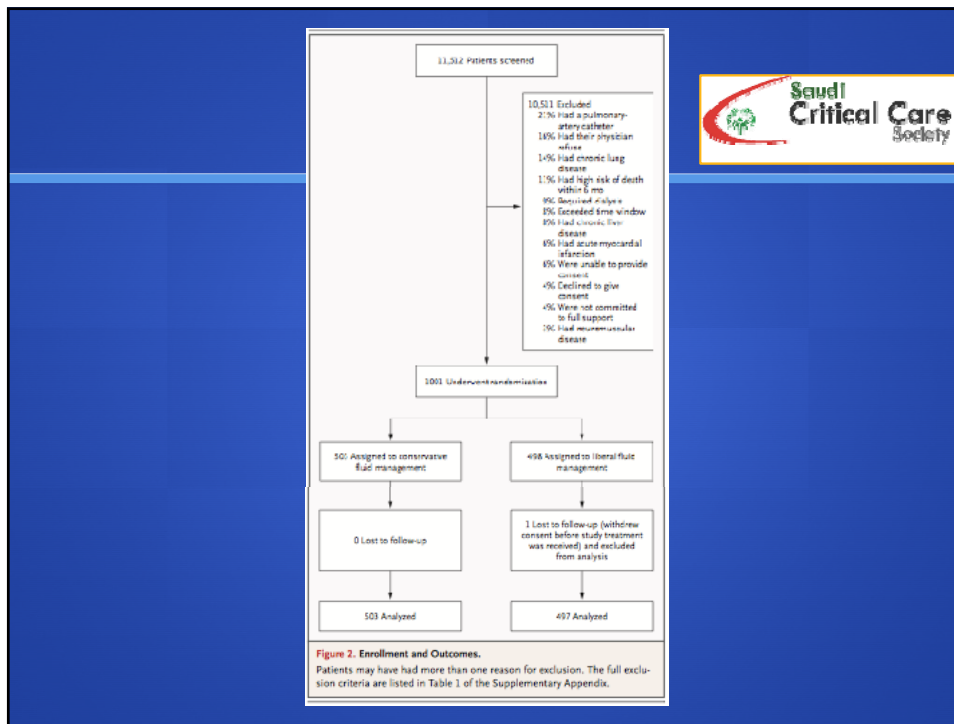 Saudi
Critical Care
Society
11,512 Patients screened
10,511 Excluded
21% Had a pulmonary-
artery catheter
16% Had their physician
refuse
14% Had chronic lung
disease
11% Had high risk of death
within 6 mo
9% Required dialysis
8% Exceeded time window
8% Had chronic liver
disease
6% Had acute myocardial
infarction
6% Were unable to provide
consent
4% Declined to give
consent
4% Were not committed
to full support
Had neuromuscular
disease
1001 Underwent randomization
503 Assigned to conservative
fluid management
498 Assigned to liberal fluid
management
0 Lost to follow-up
1 Lost to follow-up (withdrew
consent before study treatment
was received) and excluded
from analysis
503 Analyzed
497 Analyzed
Figure 2. Enrollment and Outcomes.
Patients may have had more than one reason for exclusion. The full exclu-
sion criteria are listed in Table 1 of the Supplementary Appendix.